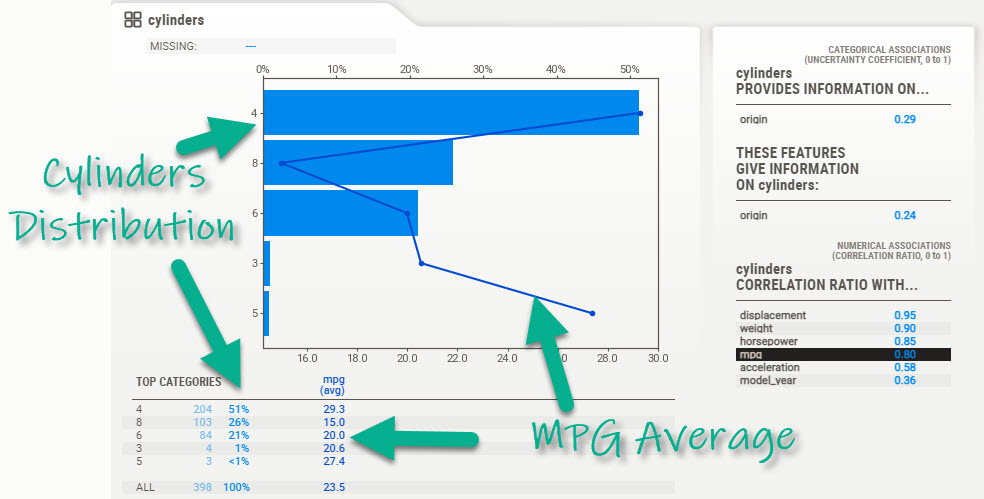 cylinders
MISSING: ---
0% 10% 20% 30% 40% 50%
4
8
6
3
5
16.0 20.0 22.0 24.0 28.0 30.0
Cylinders
Distribution
MPG Average
TOP CATEGORIES mpg
(avg)
4 204 51% 29.3
8 103 26% 15.0
6 84 21% 20.0
3 4 1% 20.6
5 3 <1% 27.4
ALL 398 100% 23.5
CATEGORICAL ASSOCIATIONS
(UNCERTAINTY COEFFICIENT, 0 to 1)
cylinders
PROVIDES INFORMATION ON...
origin 0.29
THESE FEATURES
GIVE INFORMATION
ON cylinders:
origin 0.24
NUMERICAL ASSOCIATIONS
(CORRELATION RATIO, 0 to 1)
cylinders
CORRELATION RATIO WITH...
displacement 0.95
weight 0.90
horsepower 0.85
mpg 0.80
acceleration 0.58
model_year 0.36